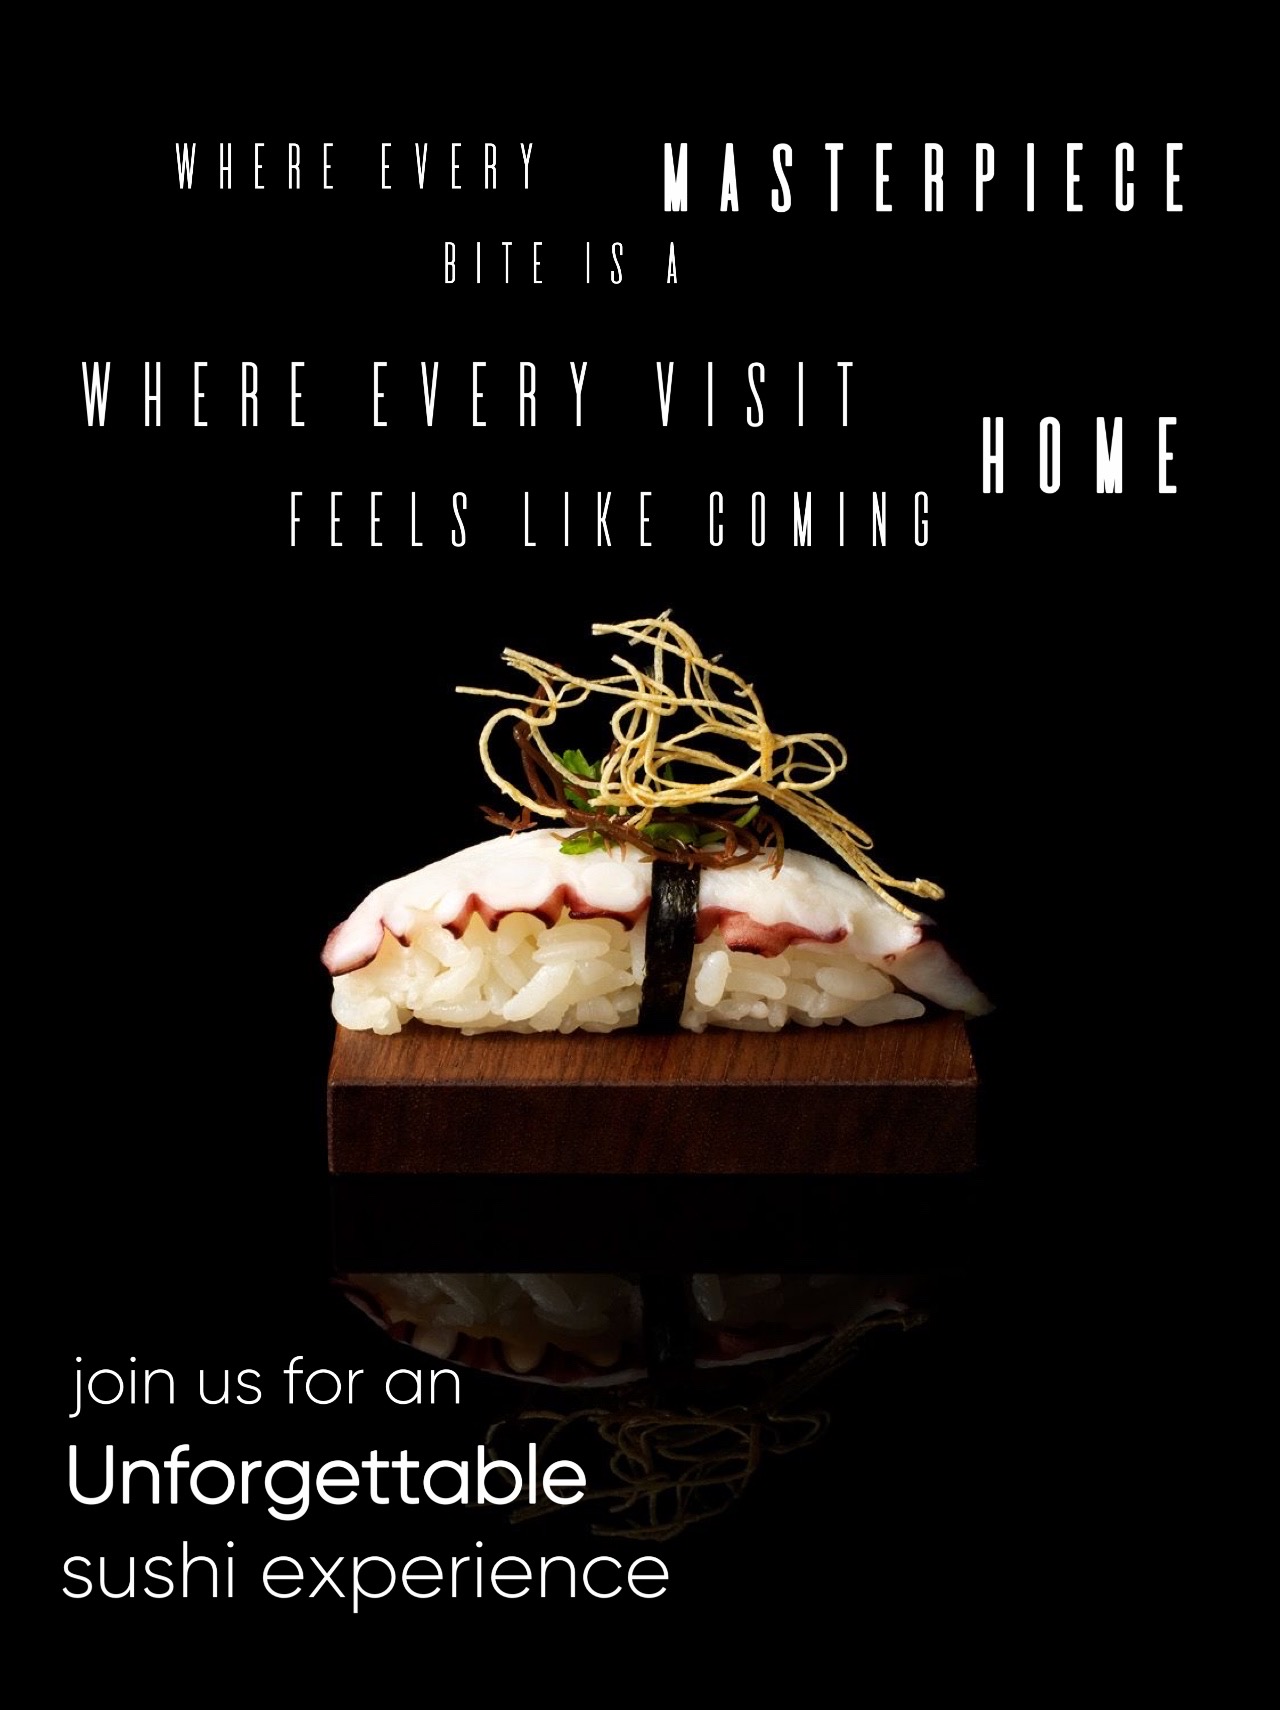 WHERE EVERY
BITE IS A
MASTERPIECE
WHERE EVERY VISIT
FEELS LIKE COMING
HOME
join us for an
Unforgettable
sushi experience